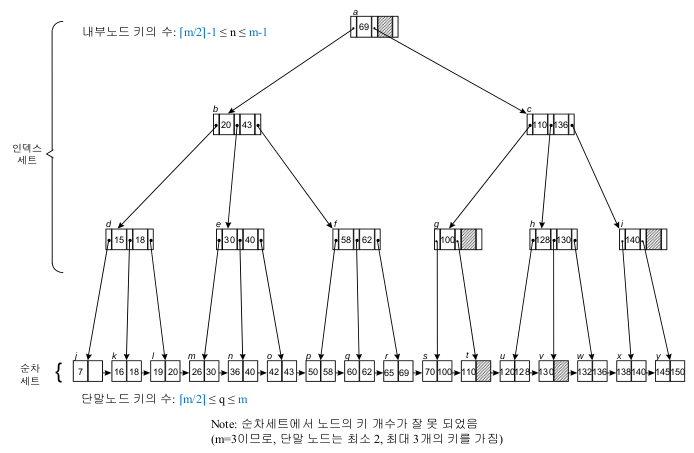 a
내부노드 키의 수: ⌈m/2⌉-1 ≤ n ≤ m-1
69
b
c
20 43
110 136
인덱스
세트
d
e
f
g
h
i
15 18
30 40
58 62
100
128 130
140
j k l m n o p q r s t u v w x y
순차
세트
7 16 18 19 20 26 30 36 40 42 43 50 58 60 62 65 69 70 100 110 120 128 130 132 136 138 140 145 150
단말노드 키의 수: ⌈m/2⌉ ≤ q ≤ m
Note: 순차세트에서 노드의 키 개수가 잘 못 되었음
(m=3이므로, 단말 노드는 최소 2, 최대 3개의 키를 가짐)